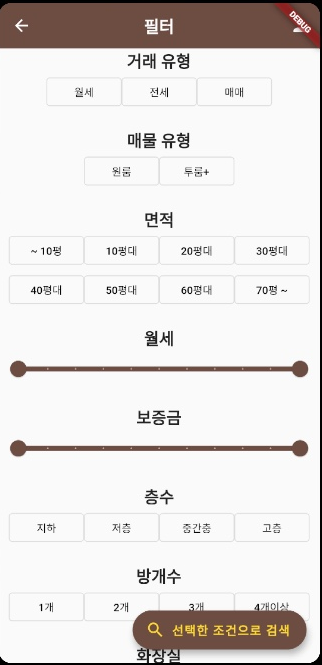 필터
DEBUG
거래 유형
월세 전세 매매
매물 유형
원룸 투룸+
면적
~ 10평 10평대 20평대 30평대
40평대 50평대 60평대 70평 ~
월세
보증금
층수
지하 저층 중간층 고층
방개수
1개 2개 3개 4개이상
선택한 조건으로 검색
화장실